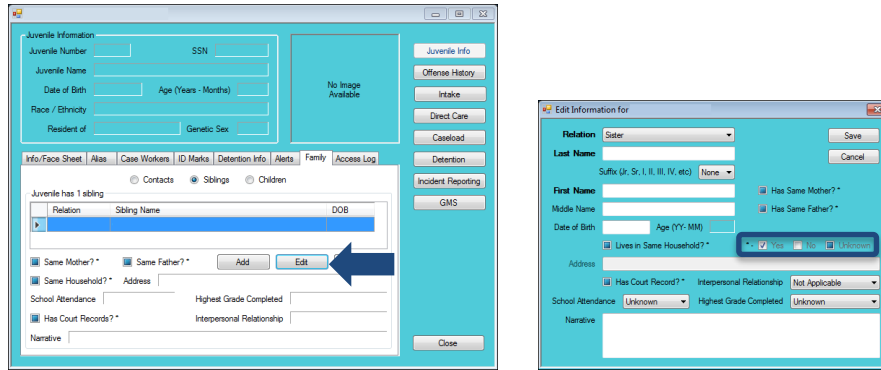 Juvenile Information
Juvenile Number SSN
Juvenile Name
Date of Birth Age (Years - Months)
Race / Ethnicity
Resident of Genetic Sex
No Image
Available
Juvenile Info
Offense History
Intake
Direct Care
Caseload
Detention
Incident Reporting
GMS
Info/Face Sheet Alias Case Workers ID Marks Detention Info Alerts Family Access Log
Contacts Siblings Children
Juvenile has 1 sibling
Relation Sibling Name DOB
Same Mother? * Same Father? * Add Edit
Same Household? * Address
School Attendance Highest Grade Completed
Has Court Records? * Interpersonal Relationship
Narrative
Close
Edit Information for
Relation Sister Save
Last Name Cancel
Suffix (Jr, Sr, I, II, III, IV, etc) None
First Name Has Same Mother? *
Middle Name Has Same Father? *
Date of Birth Age (YY- MM)
Lives in Same Household? * * - Yes No Unknown
Address
Has Court Record? * Interpersonal Relationship Not Applicable
School Attendance Unknown Highest Grade Completed Unknown
Narrative